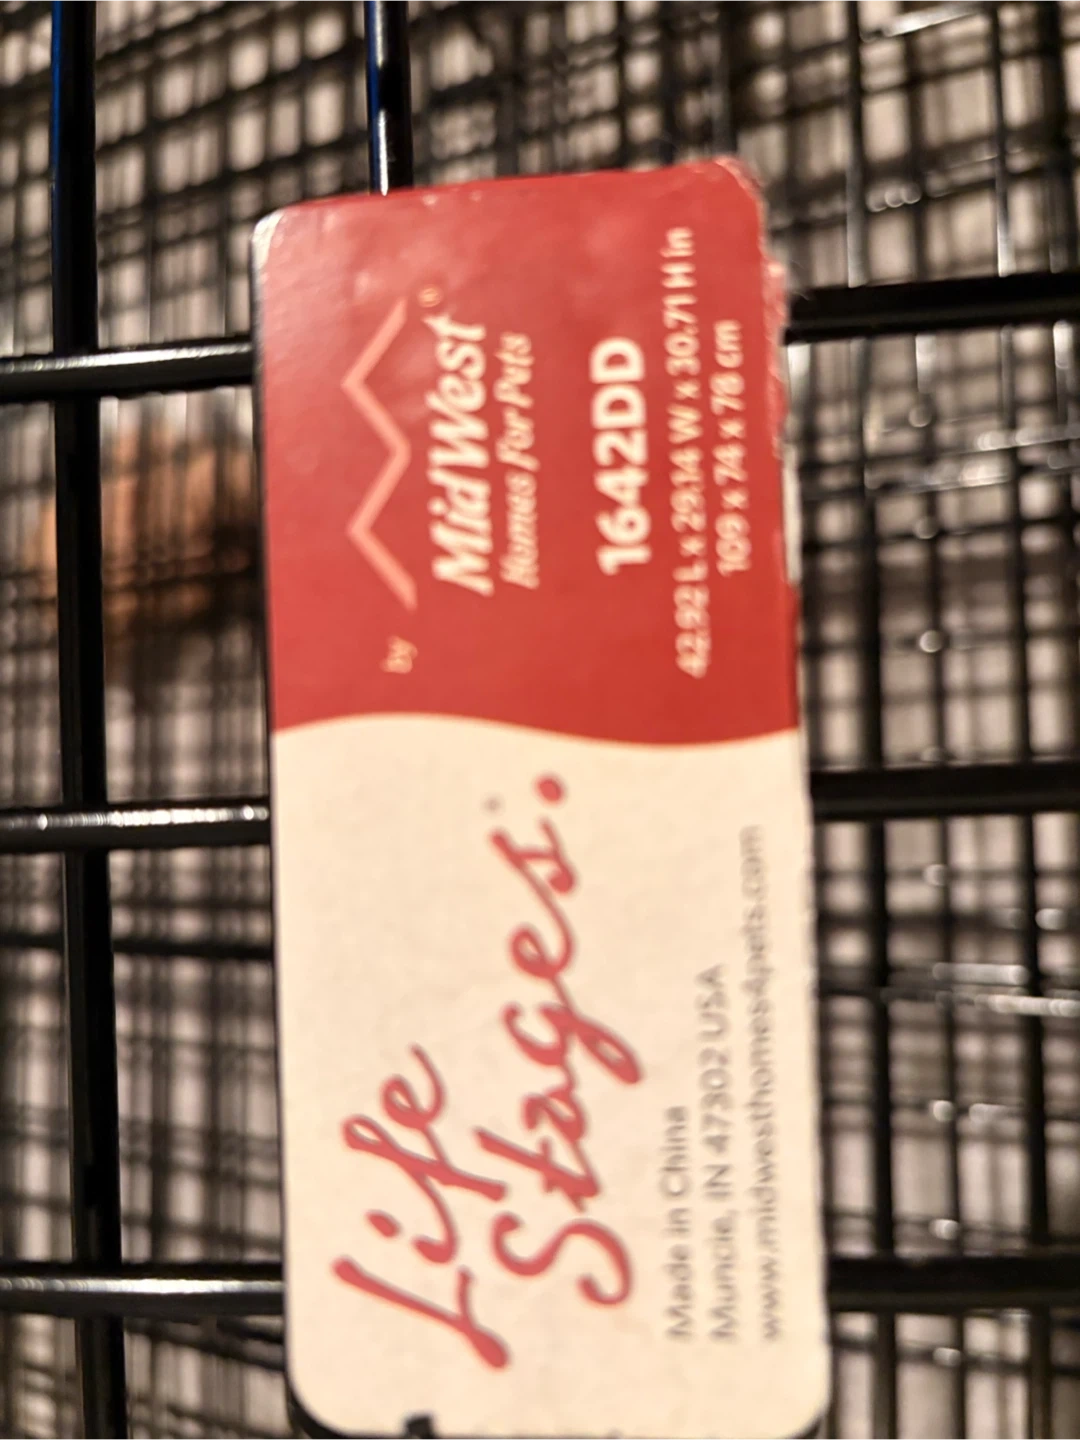 Life
Stages®
Made in China
Muncie, IN 47302 USA
www.midwesthomes4pets.com
by
MidWest®
Homes For Pets
1642DD
42.92 L x 29.14 W x 30.71 H in
109 x 74 x 78 cm